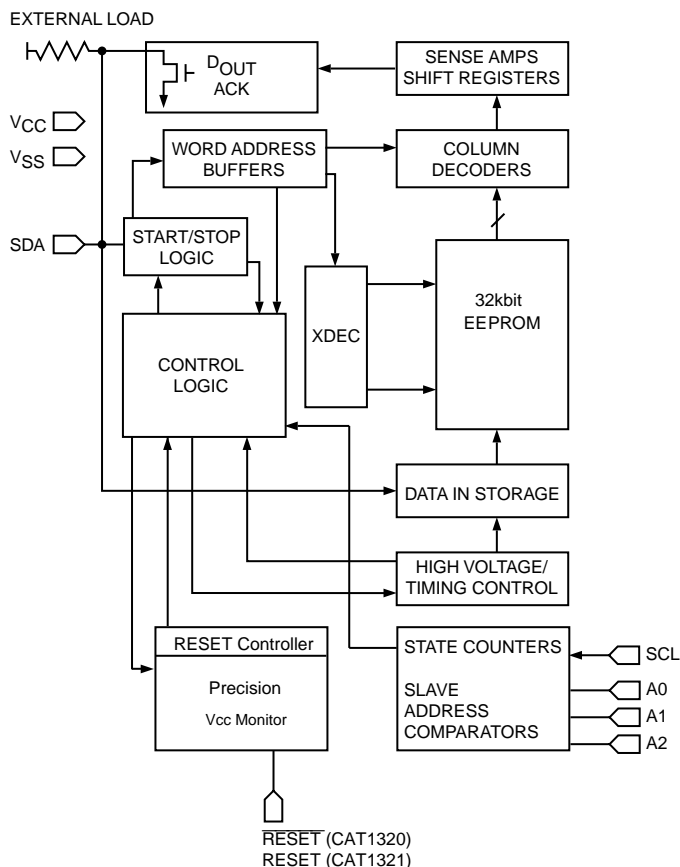 EXTERNAL LOAD
DOUT
ACK
SENSE AMPS
SHIFT REGISTERS
VCC
VSS
WORD ADDRESS
BUFFERS
COLUMN
DECODERS
SDA
START/STOP
LOGIC
XDEC
32kbit
EEPROM
CONTROL
LOGIC
DATA IN STORAGE
HIGH VOLTAGE/
TIMING CONTROL
RESET Controller
Precision
Vcc Monitor
STATE COUNTERS
SLAVE
ADDRESS
COMPARATORS
SCL
A0
A1
A2
RESET (CAT1320)
RESET (CAT1321)